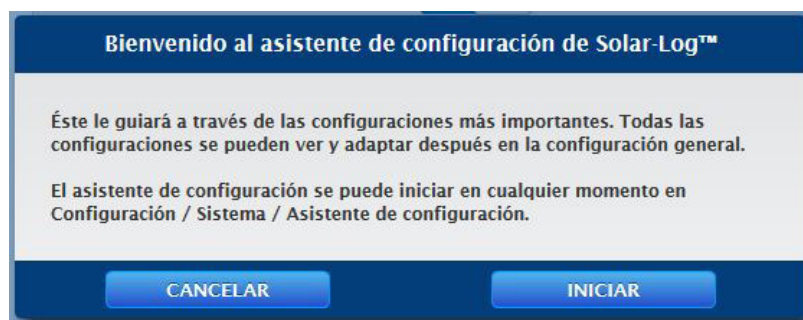 Bienvenido al asistente de configuración de Solar-Log™
Éste le guiará a través de las configuraciones más importantes. Todas las
configuraciones se pueden ver y adaptar después en la configuración general.
El asistente de configuración se puede iniciar en cualquier momento en
Configuración / Sistema / Asistente de configuración.
CANCELAR
INICIAR